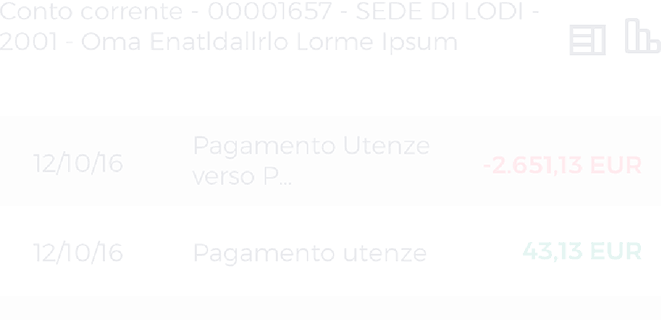 Conto corrente - 00001657 - SEDE DI LODI -
2001 - Oma Enatldallrlo Lorme Ipsum
12/10/16
Pagamento Utenze
verso P...
-2.651,13 EUR
12/10/16
Pagamento utenze
43,13 EUR